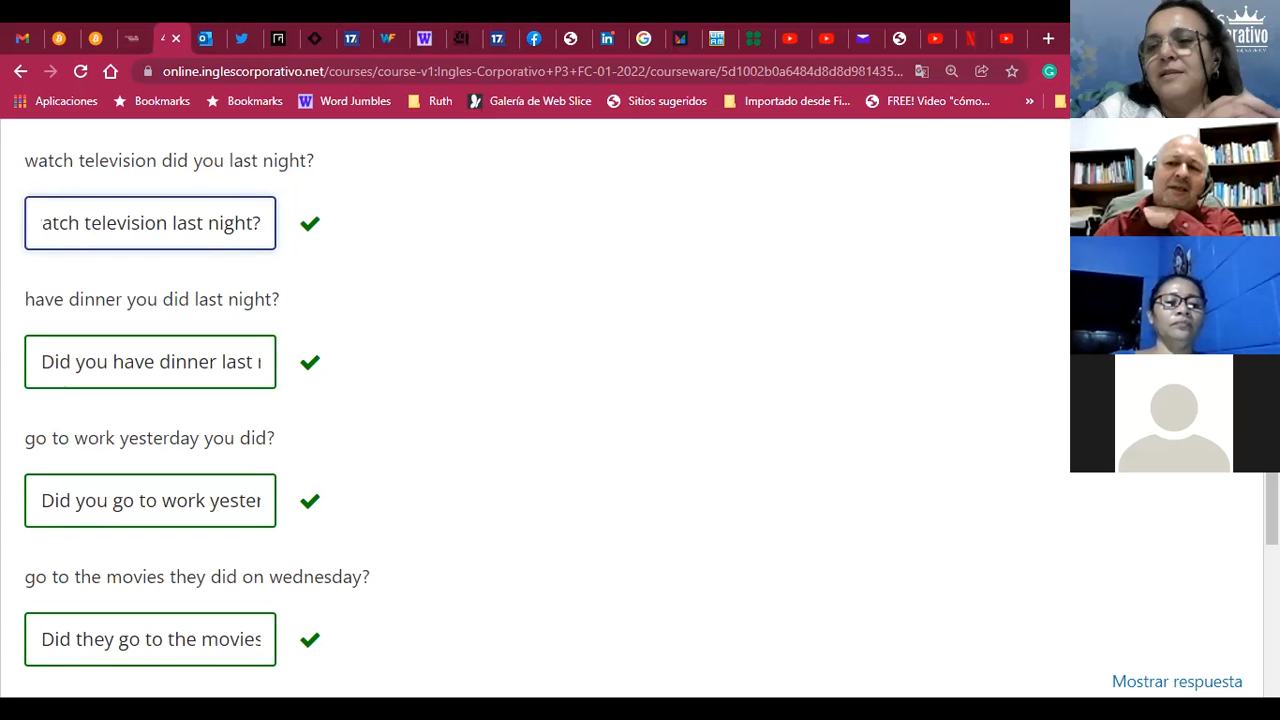 online.inglescorporativo.net/courses/course-v1:Ingles-Corporativo+P3+FC-01-2022/courseware/5d1002b0a6484d8d8d981435...
Aplicaciones Bookmarks Bookmarks Word Jumbles Ruth Galería de Web Slice Sitios sugeridos Importado desde Fi... FREE! Video "cómo... »
watch television did you last night?
atch television last night?
have dinner you did last night?
Did you have dinner last
go to work yesterday you did?
Did you go to work yester
go to the movies they did on wednesday?
Did they go to the movies
Mostrar respuesta